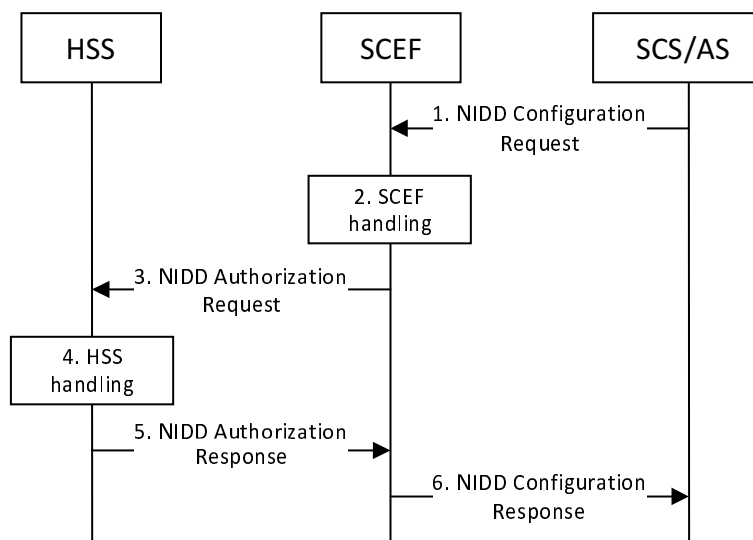 HSS
SCEF
SCS/AS
1. NIDD Configuration
Request
2. SCEF
handling
3. NIDD Authorization
Request
4. HSS
handling
5. NIDD Authorization
Response
6. NIDD Configuration
Response